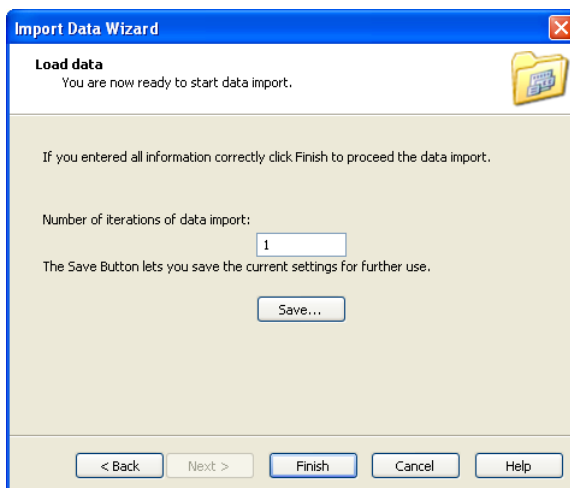 Import Data Wizard
Load data
You are now ready to start data import.
If you entered all information correctly click Finish to proceed the data import.
Number of iterations of data import:
1
The Save Button lets you save the current settings for further use.
Save...
< Back Next > Finish Cancel Help